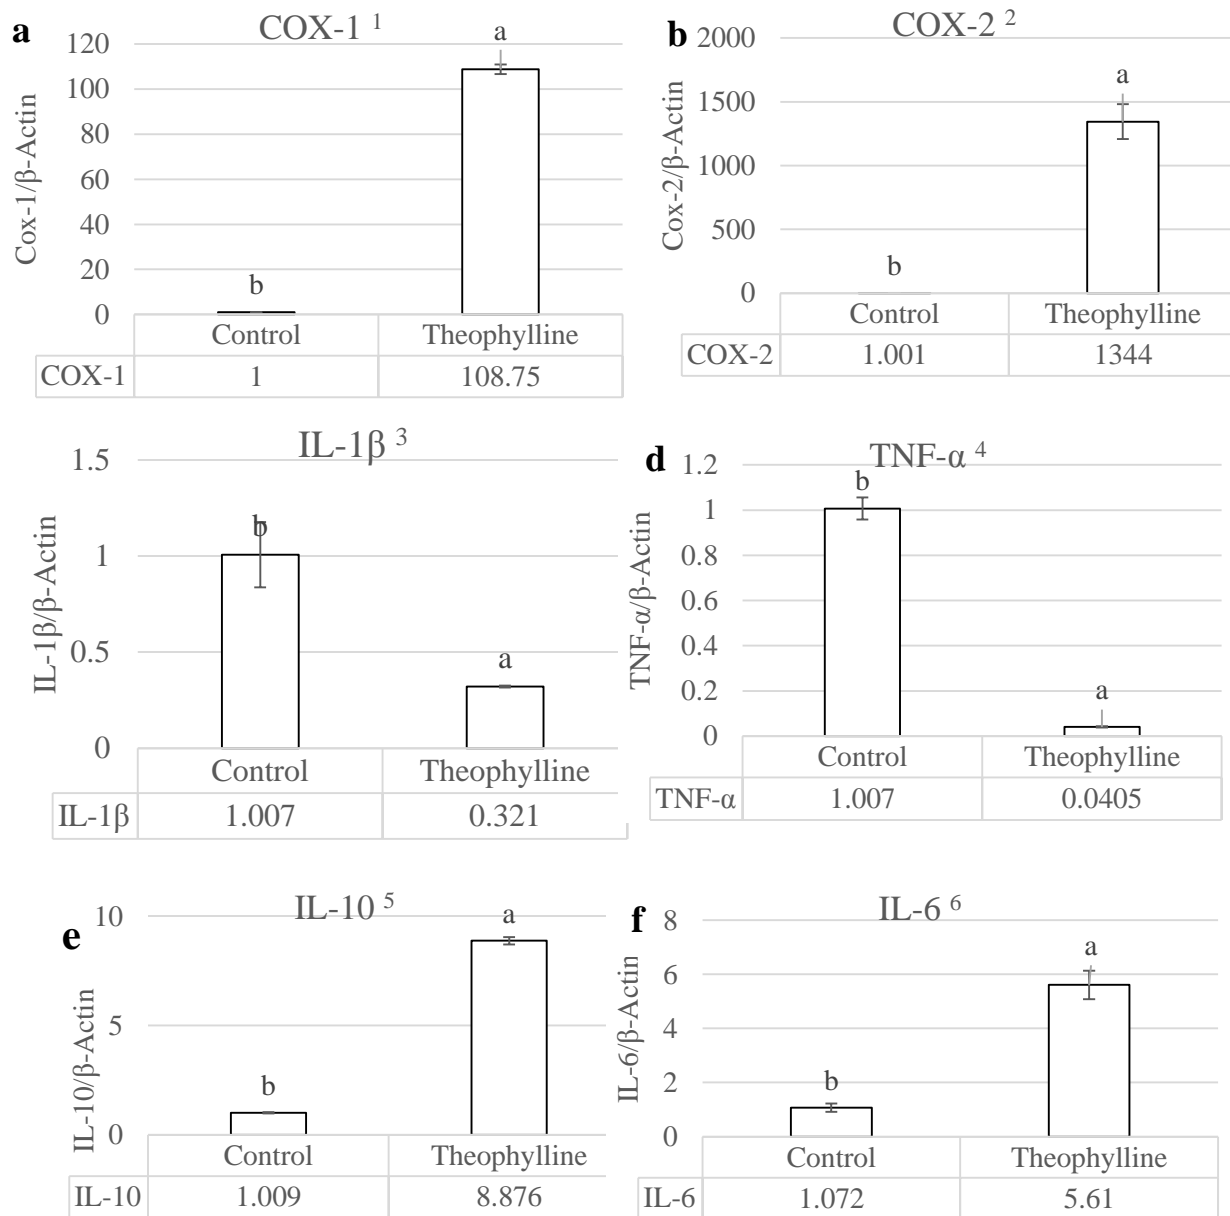 a
COX-1 ¹
Cox-1/β-Actin
120
100
80
60
40
20
0
b
a
Control
Theophylline
COX-1
1
108.75
b
COX-2 ²
Cox-2/β-Actin
2000
1500
1000
500
0
b
a
Control
Theophylline
COX-2
1.001
1344
IL-1β ³
IL-1β/β-Actin
1.5
1
0.5
0
b
a
Control
Theophylline
IL-1β
1.007
0.321
d
TNF-α ⁴
TNF-α/β-Actin
1.2
1
0.8
0.6
0.4
0.2
0
b
a
Control
Theophylline
TNF-α
1.007
0.0405
e
IL-10 ⁵
IL-10/β-Actin
10
5
0
b
a
Control
Theophylline
IL-10
1.009
8.876
f
IL-6 ⁶
IL-6/β-Actin
8
6
4
2
0
b
a
Control
Theophylline
IL-6
1.072
5.61